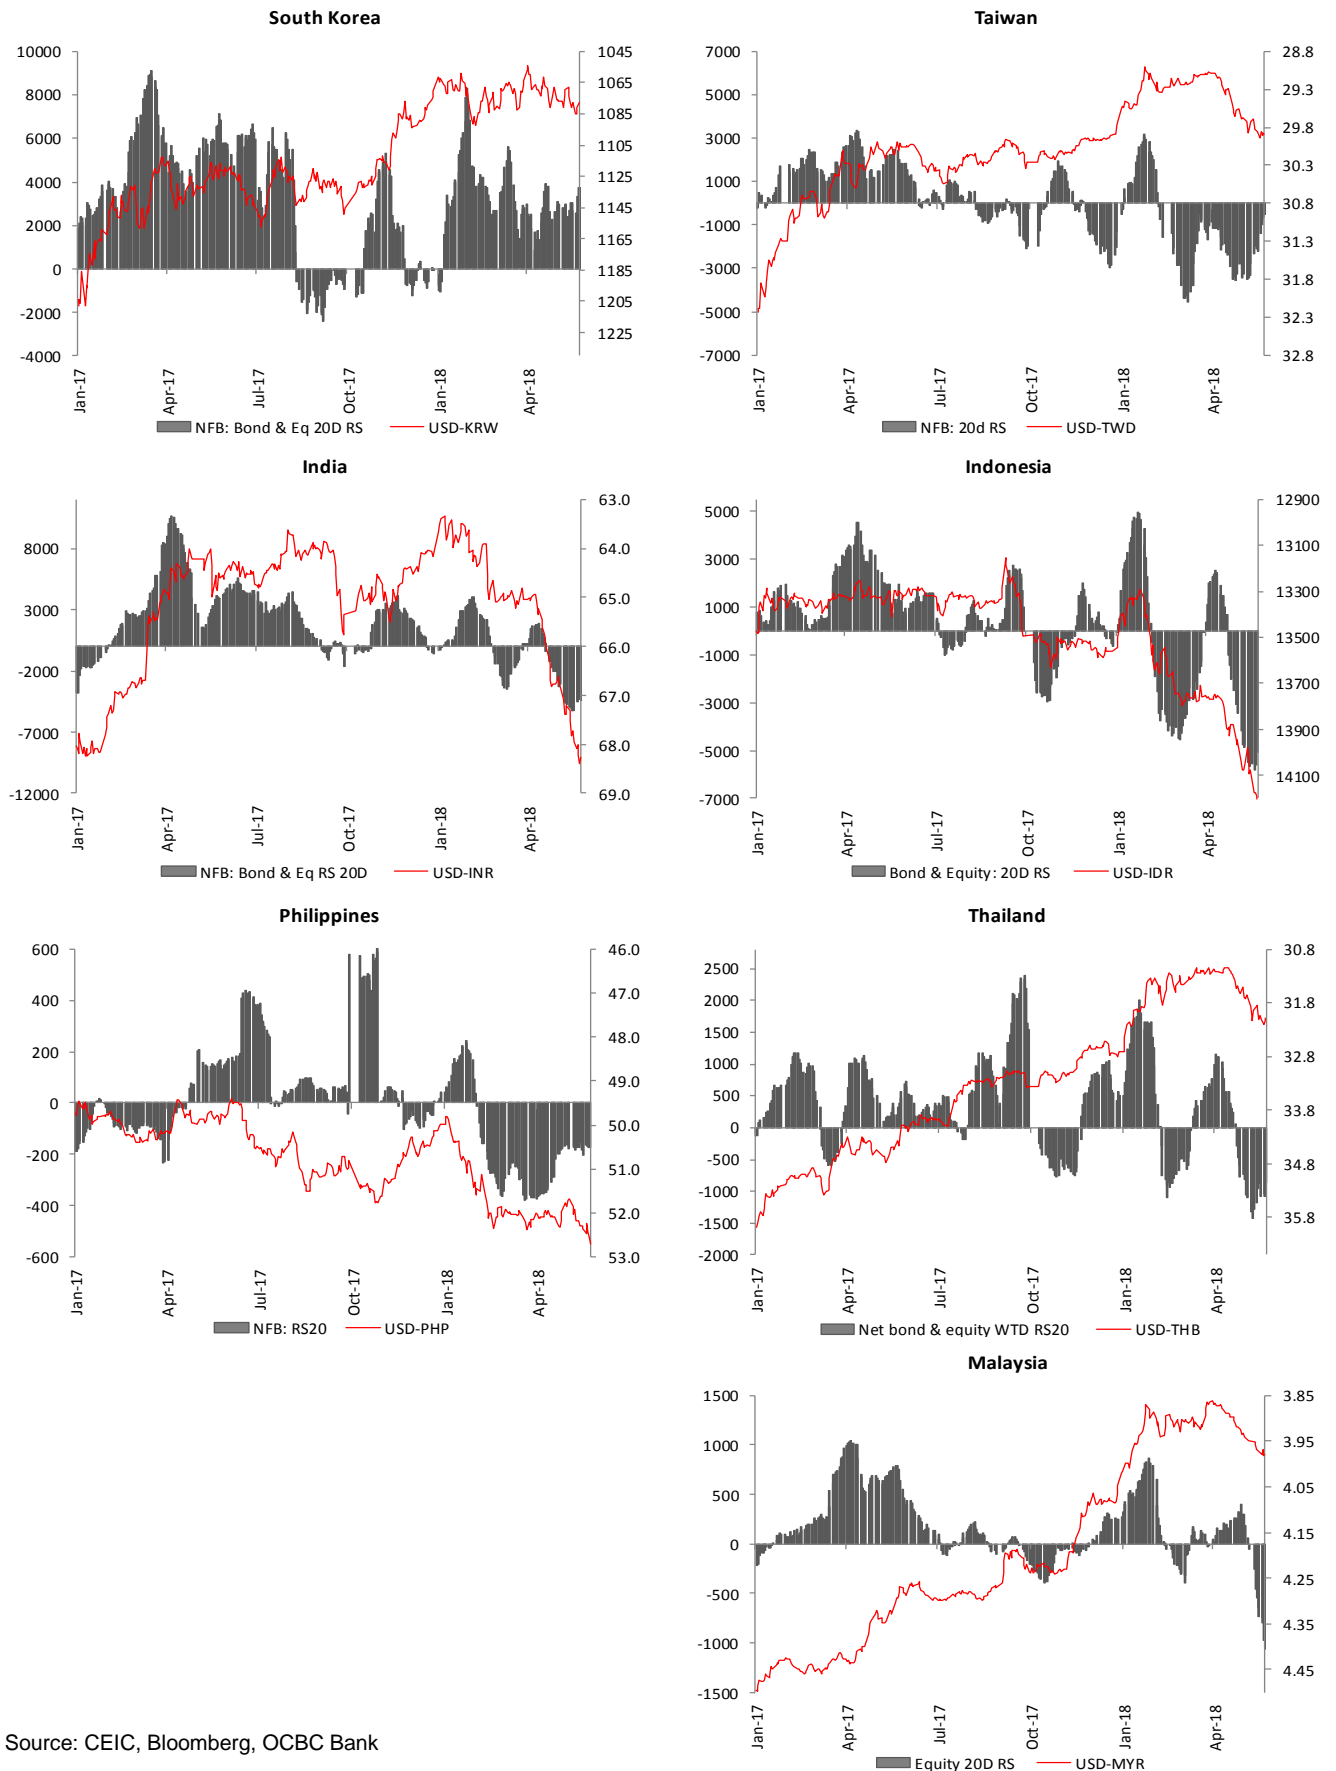 South Korea
10000
8000
6000
4000
2000
0
-2000
-4000
1045
1065
1085
1105
1125
1145
1165
1185
1205
1225
Jan-17
Apr-17
Jul-17
Oct-17
Jan-18
Apr-18
NFB: Bond & Eq 20D RS
USD-KRW
Taiwan
7000
5000
3000
1000
-1000
-3000
-5000
-7000
28.8
29.3
29.8
30.3
30.8
31.3
31.8
32.3
32.8
Jan-17
Apr-17
Jul-17
Oct-17
Jan-18
Apr-18
NFB: 20d RS
USD-TWD
India
8000
3000
-2000
-7000
-12000
63.0
64.0
65.0
66.0
67.0
68.0
69.0
Jan-17
Apr-17
Jul-17
Oct-17
Jan-18
Apr-18
NFB: Bond & Eq RS 20D
USD-INR
Indonesia
5000
3000
1000
-1000
-3000
-5000
-7000
12900
13100
13300
13500
13700
13900
14100
Jan-17
Apr-17
Jul-17
Oct-17
Jan-18
Apr-18
Bond & Equity: 20D RS
USD-IDR
Philippines
600
400
200
0
-200
-400
-600
46.0
47.0
48.0
49.0
50.0
51.0
52.0
53.0
Jan-17
Apr-17
Jul-17
Oct-17
Jan-18
Apr-18
NFB: RS20
USD-PHP
Thailand
2500
2000
1500
1000
500
0
-500
-1000
-1500
-2000
30.8
31.8
32.8
33.8
34.8
35.8
Jan-17
Apr-17
Jul-17
Oct-17
Jan-18
Apr-18
Net bond & equity WTD RS20
USD-THB
Malaysia
1500
1000
500
0
-500
-1000
-1500
3.85
3.95
4.05
4.15
4.25
4.35
4.45
Jan-17
Apr-17
Jul-17
Oct-17
Jan-18
Apr-18
Equity 20D RS
USD-MYR
Source: CEIC, Bloomberg, OCBC Bank